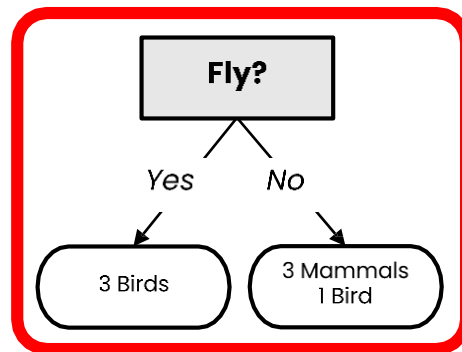 Fly?
Yes No
3 Birds
3 Mammals
1 Bird